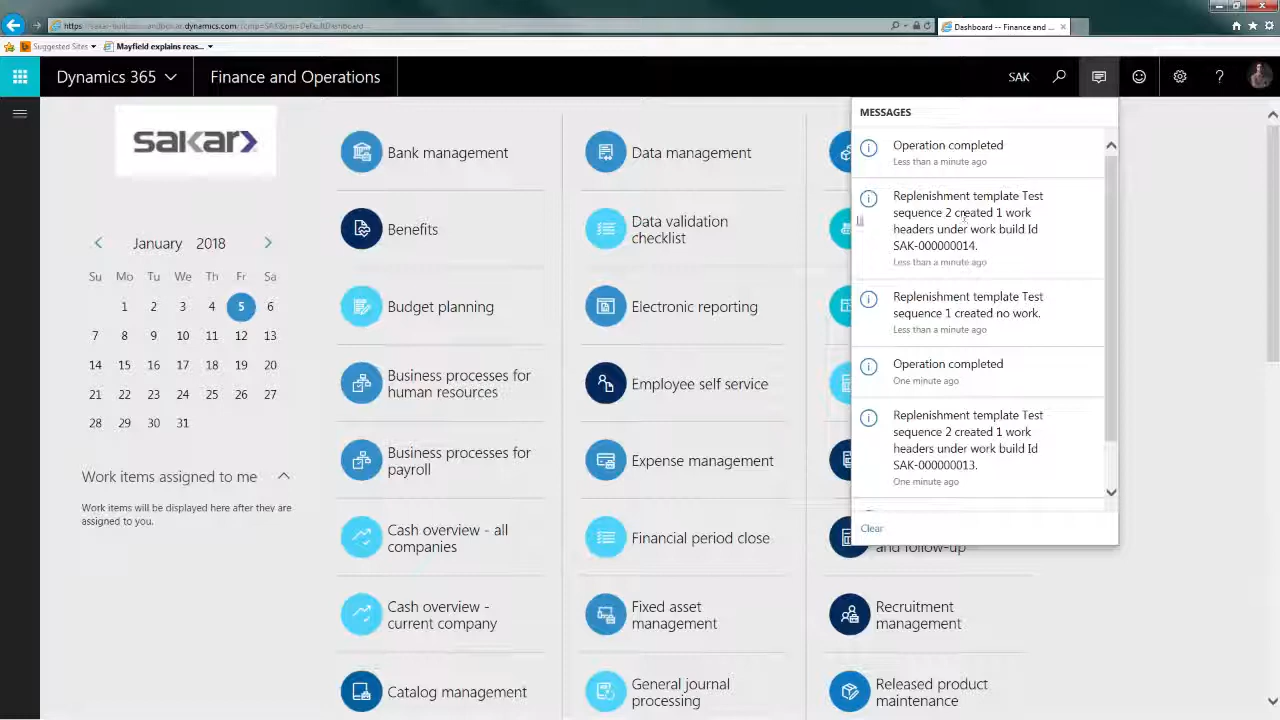 Dashboard -- Finance and ...
Suggested Sites
Mayfield explains reas...
Dynamics 365
Finance and Operations
SAK
?
sakar
January 2018
Su Mo Tu We Th Fr Sa
1 2 3 4 5 6
7 8 9 10 11 12 13
14 15 16 17 18 19 20
21 22 23 24 25 26 27
28 29 30 31
Work items assigned to me
Work items will be displayed here after they are
assigned to you.
Bank management
Benefits
Budget planning
Business processes for
human resources
Business processes for
payroll
Cash overview - all
companies
Cash overview -
current company
Catalog management
Data management
Data validation
checklist
Electronic reporting
Employee self service
Expense management
Financial period close
Fixed asset
management
General journal
processing
MESSAGES
Operation completed
Less than a minute ago
Replenishment template Test
sequence 2 created 1 work
headers under work build Id
SAK-000000014.
Less than a minute ago
Replenishment template Test
sequence 1 created no work.
Less than a minute ago
Operation completed
One minute ago
Replenishment template Test
sequence 2 created 1 work
headers under work build Id
SAK-000000013.
One minute ago
Clear
and follow-up
Recruitment
management
Released product
maintenance